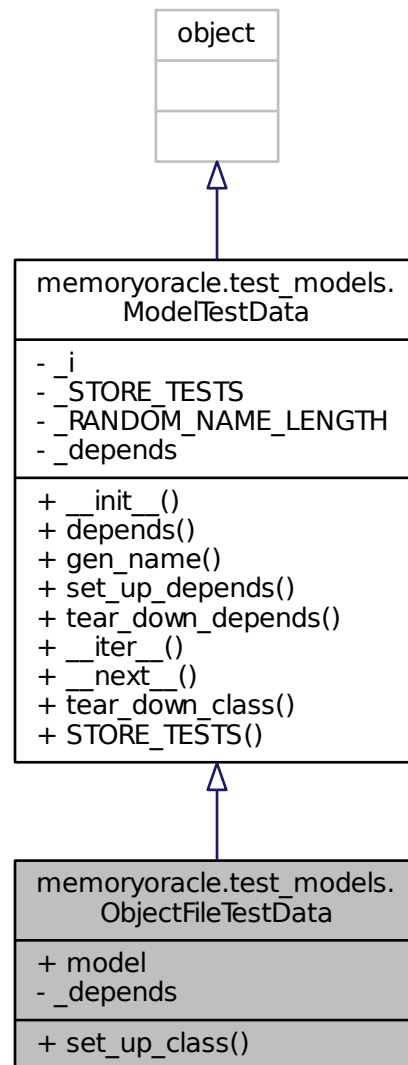 object
memoryoracle.test_models.
ModelTestData
- _i
- _STORE_TESTS
- _RANDOM_NAME_LENGTH
- _depends
+ __init__()
+ depends()
+ gen_name()
+ set_up_depends()
+ tear_down_depends()
+ __iter__()
+ __next__()
+ tear_down_class()
+ STORE_TESTS()
memoryoracle.test_models.
ObjectFileTestData
+ model
- _depends
+ set_up_class()